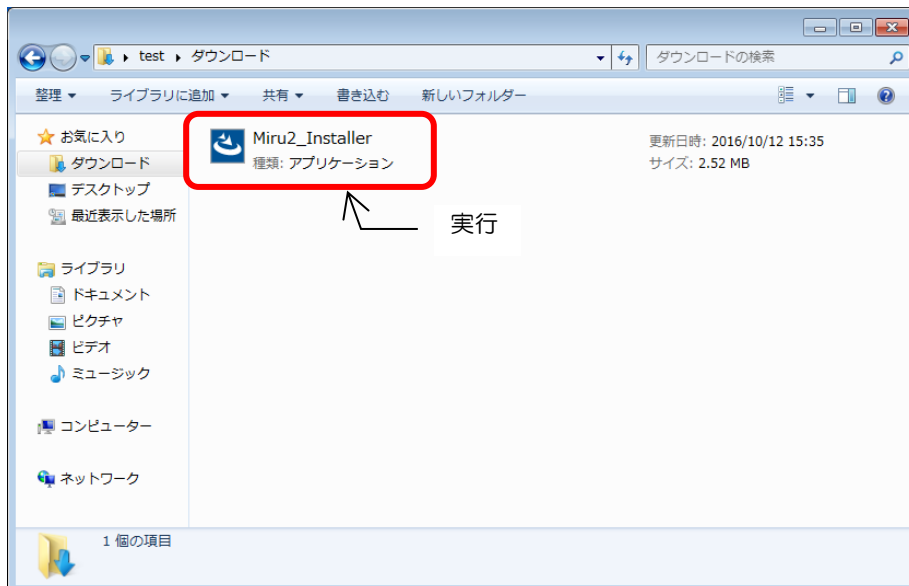 test ダウンロード ダウンロードの検索
整理 ライブラリに追加 共有 書き込む 新しいフォルダー
お気に入り
ダウンロード
デスクトップ
最近表示した場所
ライブラリ
ドキュメント
ピクチャ
ビデオ
ミュージック
コンピューター
ネットワーク
Miru2_Installer
種類: アプリケーション
更新日時: 2016/10/12 15:35
サイズ: 2.52 MB
実行
1 個の項目